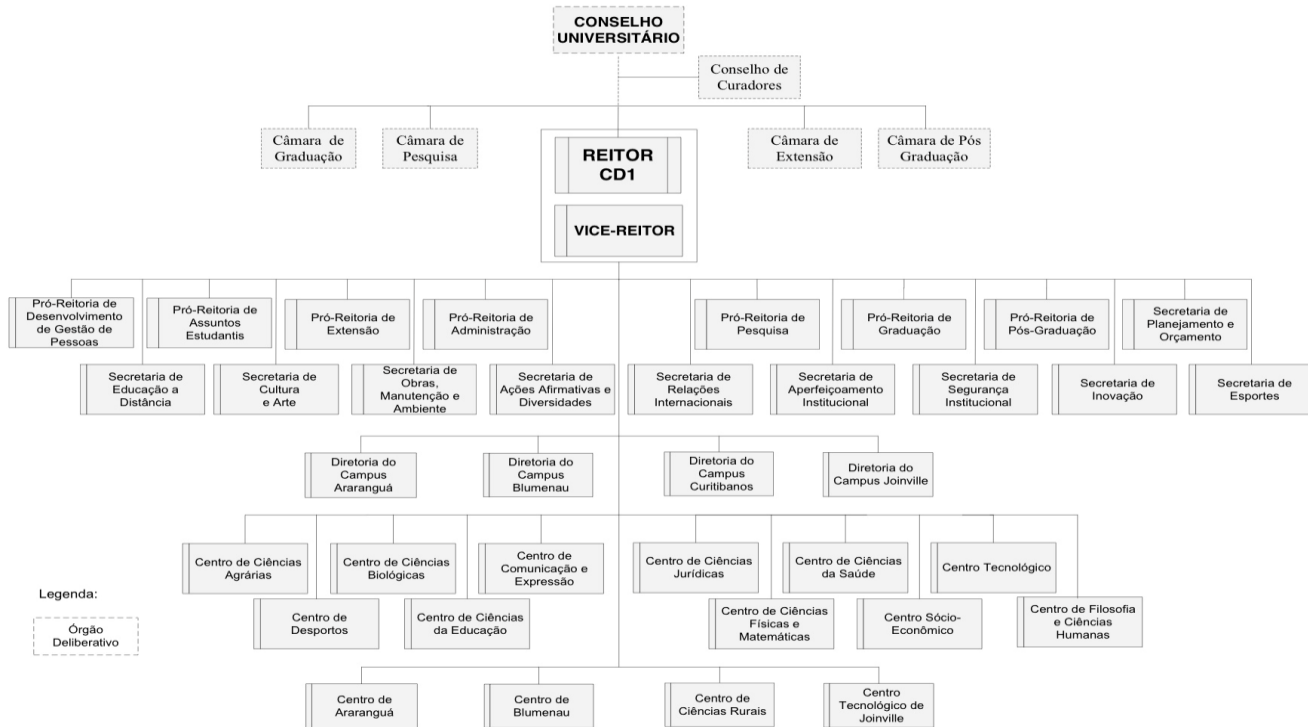 CONSELHO
UNIVERSITÁRIO
Conselho de
Curadores
Câmara de
Graduação
Câmara de
Pesquisa
Câmara de
Extensão
Câmara de Pós
Graduação
REITOR
CD1
VICE-REITOR
Pró-Reitoria de
Desenvolvimento
de Gestão de
Pessoas
Pró-Reitoria de
Assuntos
Estudantis
Pró-Reitoria de
Extensão
Pró-Reitoria de
Administração
Pró-Reitoria de
Pesquisa
Pró-Reitoria de
Graduação
Pró-Reitoria de
Pós-Graduação
Secretaria de
Planejamento e
Orçamento
Secretaria de
Educação a
Distância
Secretaria de
Cultura
e Arte
Secretaria de
Obras,
Manutenção e
Ambiente
Secretaria de
Ações Afirmativas e
Diversidades
Secretaria de
Relações
Internacionais
Secretaria de
Aperfeiçoamento
Institucional
Secretaria de
Segurança
Institucional
Secretaria de
Inovação
Secretaria de
Esportes
Diretoria do
Campus
Araranguá
Diretoria do
Campus
Blumenau
Diretoria do
Campus
Curitibanos
Diretoria do
Campus Joinville
Centro de Ciências
Agrárias
Centro de Ciências
Biológicas
Centro de
Comunicação e
Expressão
Centro de Ciências
Jurídicas
Centro de Ciências
da Saúde
Centro Tecnológico
Centro de
Desportos
Centro de Ciências
da Educação
Centro de Ciências
Físicas e
Matemáticas
Centro Sócio-
Econômico
Centro de Filosofia
e Ciências
Humanas
Legenda:
Órgão
Deliberativo
Centro de
Araranguá
Centro de
Blumenau
Centro de
Ciências Rurais
Centro
Tecnológico de
Joinville